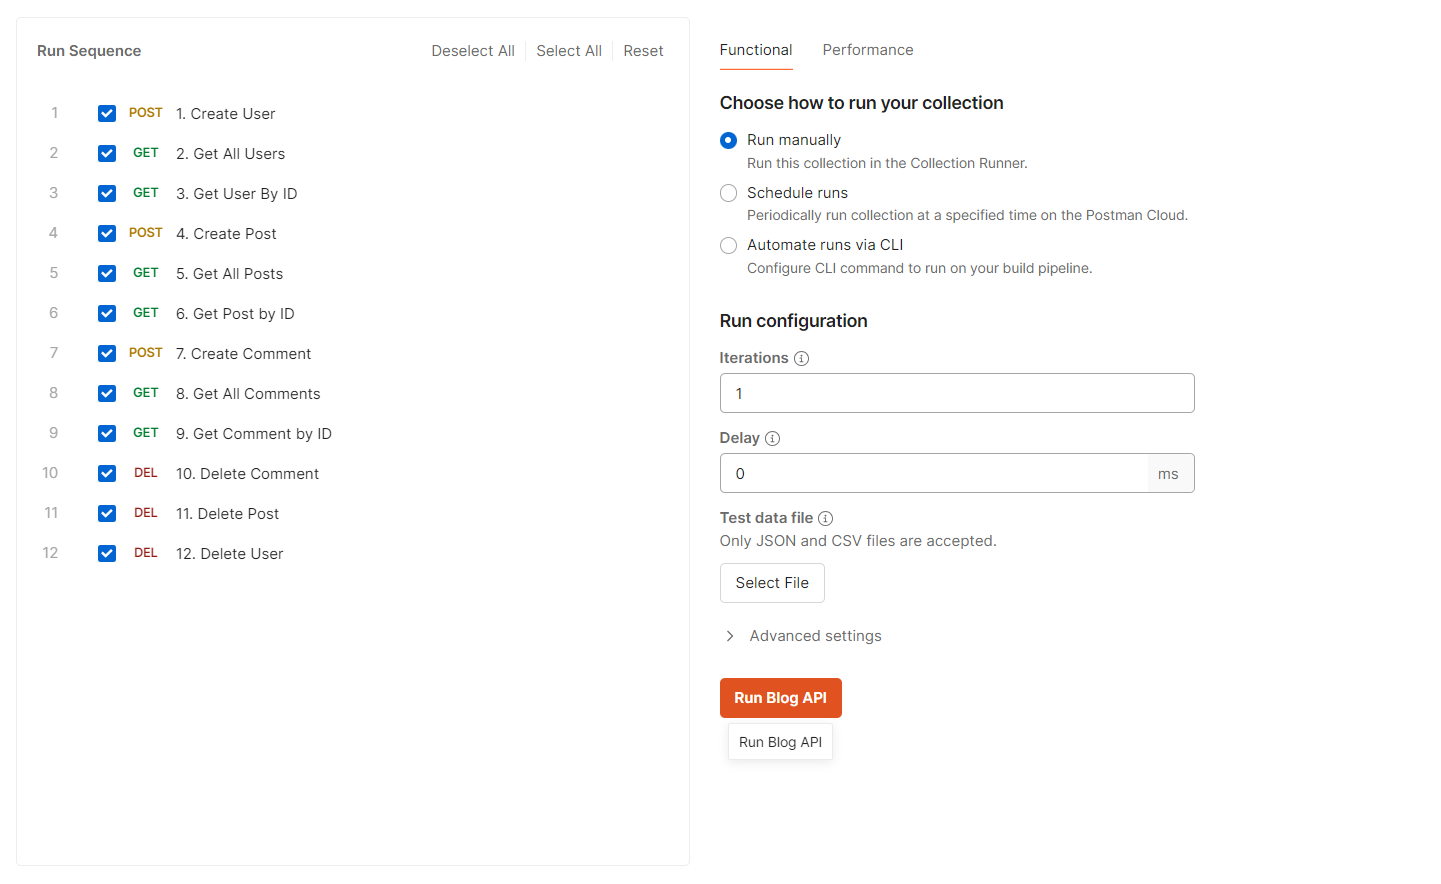 Run Sequence
Deselect All Select All Reset
1 POST 1. Create User
2 GET 2. Get All Users
3 GET 3. Get User By ID
4 POST 4. Create Post
5 GET 5. Get All Posts
6 GET 6. Get Post by ID
7 POST 7. Create Comment
8 GET 8. Get All Comments
9 GET 9. Get Comment by ID
10 DEL 10. Delete Comment
11 DEL 11. Delete Post
12 DEL 12. Delete User
Functional Performance
Choose how to run your collection
Run manually
Run this collection in the Collection Runner.
Schedule runs
Periodically run collection at a specified time on the Postman Cloud.
Automate runs via CLI
Configure CLI command to run on your build pipeline.
Run configuration
Iterations
1
Delay
0 ms
Test data file
Only JSON and CSV files are accepted.
Select File
Advanced settings
Run Blog API
Run Blog API